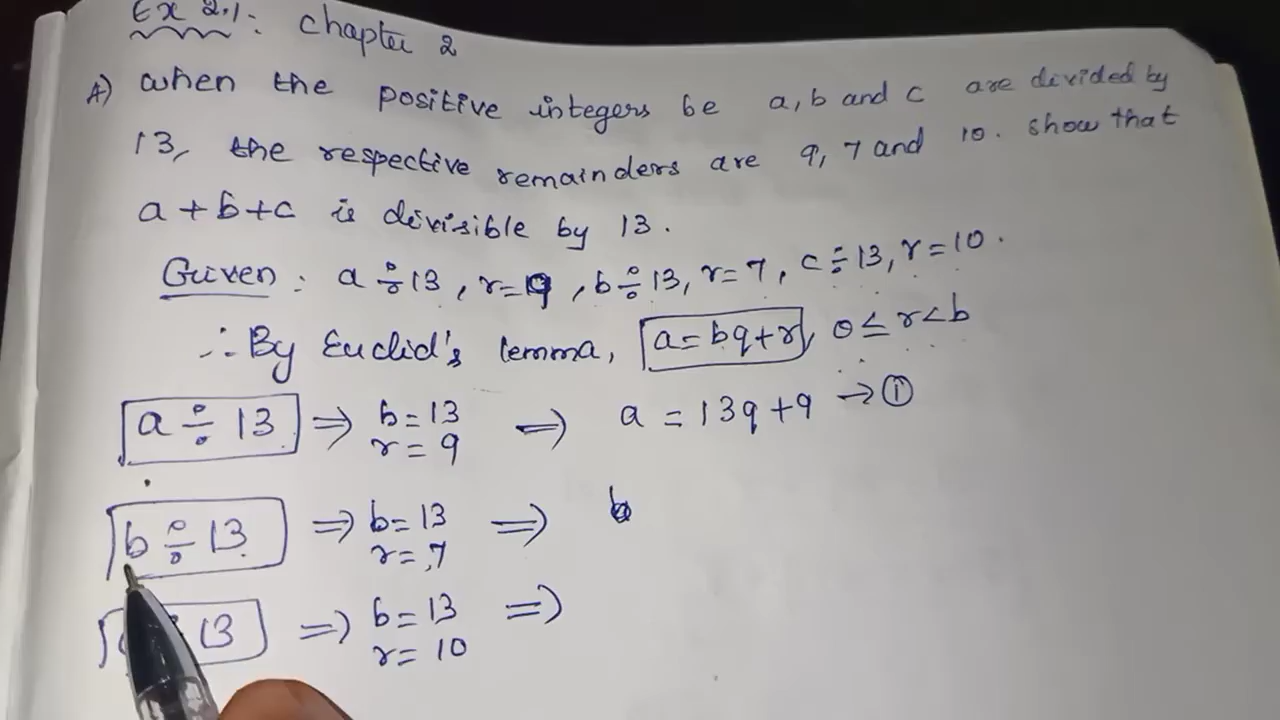 Ex 2.1: Chapter 2
A) when the positive integers be a, b and c are divided by
13, the respective remainders are 9, 7 and 10. show that
a + b + c is divisible by 13.
Given: a ÷ 13, r = 9, b ÷ 13, r = 7, c ÷ 13, r = 10.
∴ By Euclid's lemma, a = bq + r, 0 ≤ r < b
a ÷ 13 ⇒ b = 13 ⇒ a = 13q + 9 → ①
r = 9
b ÷ 13 ⇒ b = 13 ⇒ b
r = 7
13 ⇒ b = 13 ⇒
r = 10